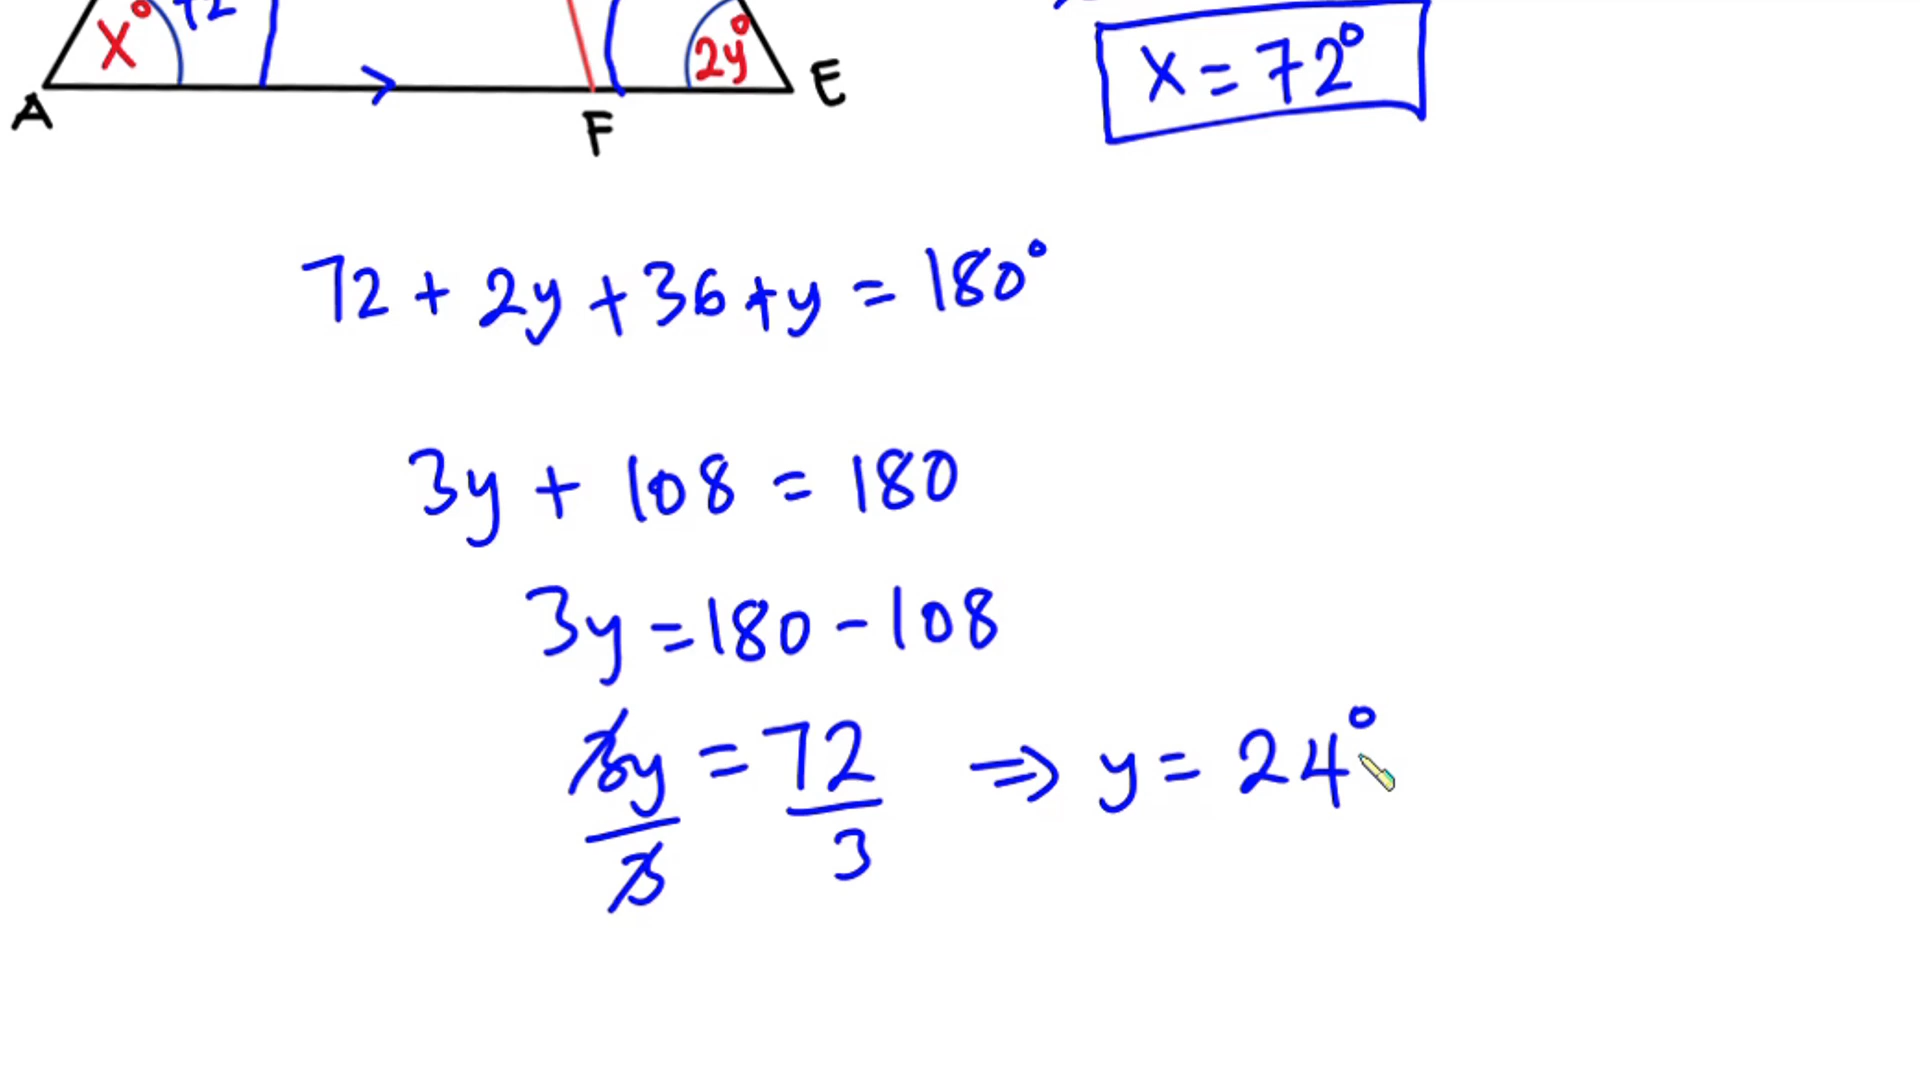 x° 72
2y°
A
F
E
x = 72°
72 + 2y + 36 + y = 180°
3y + 108 = 180
3y = 180 - 108
3y/3 = 72/3 ⇒ y = 24°